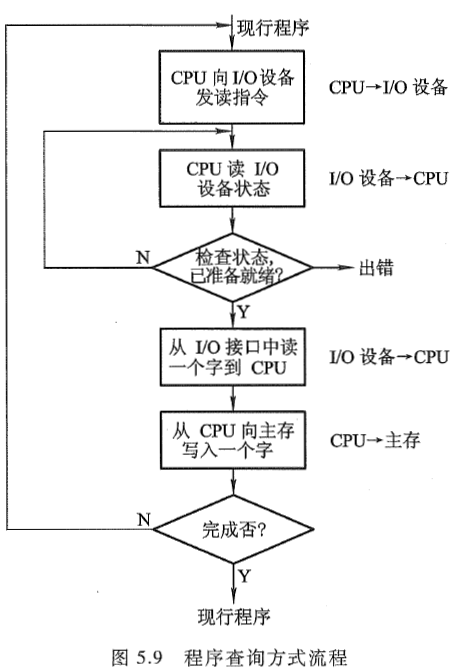 现行程序
CPU 向 I/O 设备
发读指令
CPU→I/O 设备
CPU 读 I/O
设备状态
I/O 设备→CPU
检查状态,
已准备就绪?
N
出错
Y
从 I/O 接口中读
一个字到 CPU
I/O 设备→CPU
从 CPU 向主存
写入一个字
CPU→主存
N
完成否?
Y
现行程序
图 5.9 程序查询方式流程